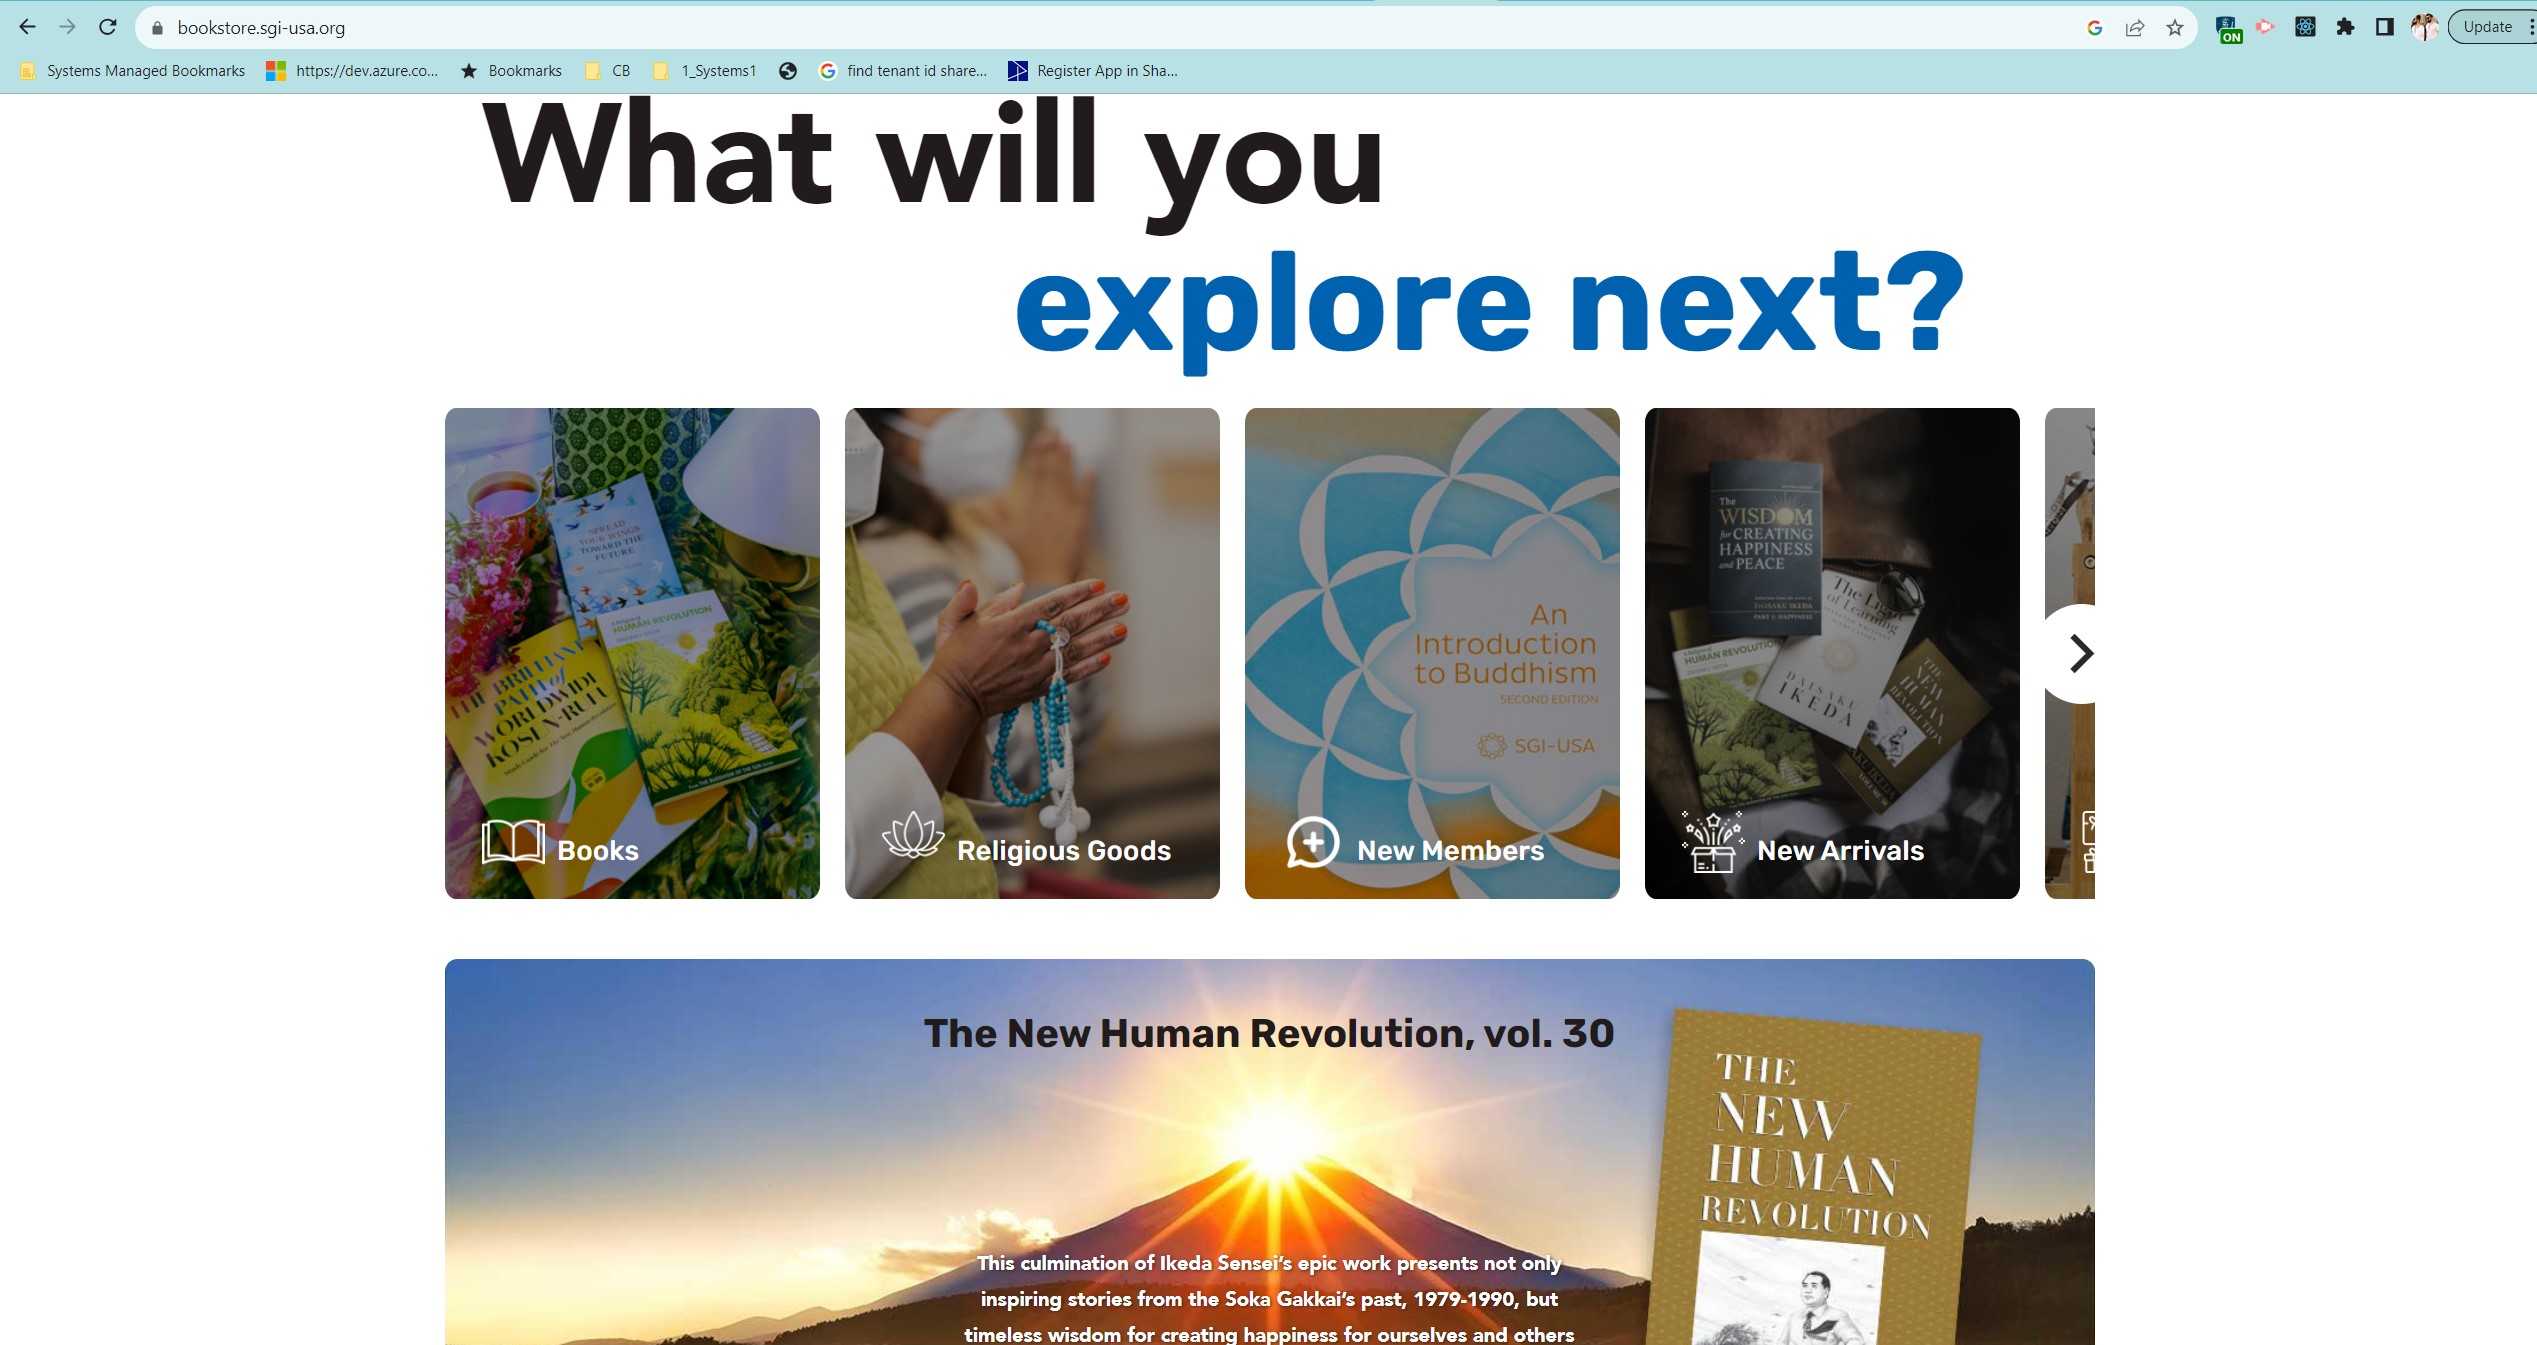 bookstore.sgi-usa.org
Update
ON
Systems Managed Bookmarks
https://dev.azure.co...
Bookmarks
CB
1_Systems1
find tenant id share...
Register App in Sha...
What will you
explore next?
SPREAD
YOUR WINGS
TOWARD THE
FUTURE
HUMAN REVOLUTION
THE BRILLIANT
PATH of
WORLDWIDE
KOSEN-RUFU
Books
Religious Goods
An
Introduction
to Buddhism
SECOND EDITION
SGI-USA
New Members
The
WISDOM
for CREATING
HAPPINESS
and PEACE
DAISAKU IKEDA
PART 1: HAPPINESS
The Light
of Learning
DAISAKU
IKEDA
HUMAN REVOLUTION
THE
NEW
HUMAN
REVOLUTION
New Arrivals
The New Human Revolution, vol. 30
THE
NEW
HUMAN
REVOLUTION
This culmination of Ikeda Sensei's epic work presents not only
inspiring stories from the Soka Gakkai's past, 1979-1990, but
timeless wisdom for creating happiness for ourselves and others